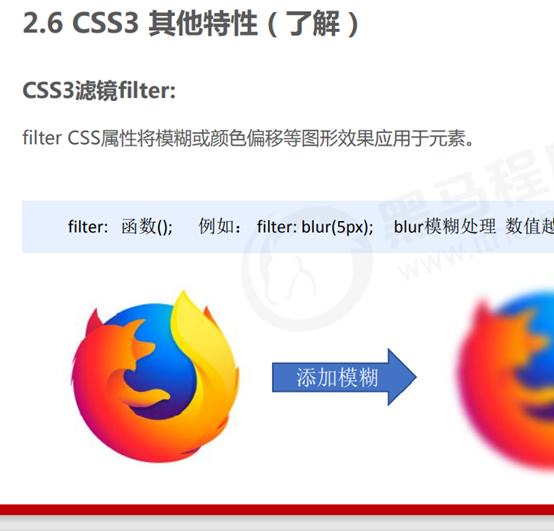 2.6 CSS3 其他特性（了解）
CSS3滤镜filter:
filter CSS属性将模糊或颜色偏移等图形效果应用于元素。
filter: 函数(); 例如： filter: blur(5px); blur模糊处理 数值越
添加模糊
黑马程
www.it